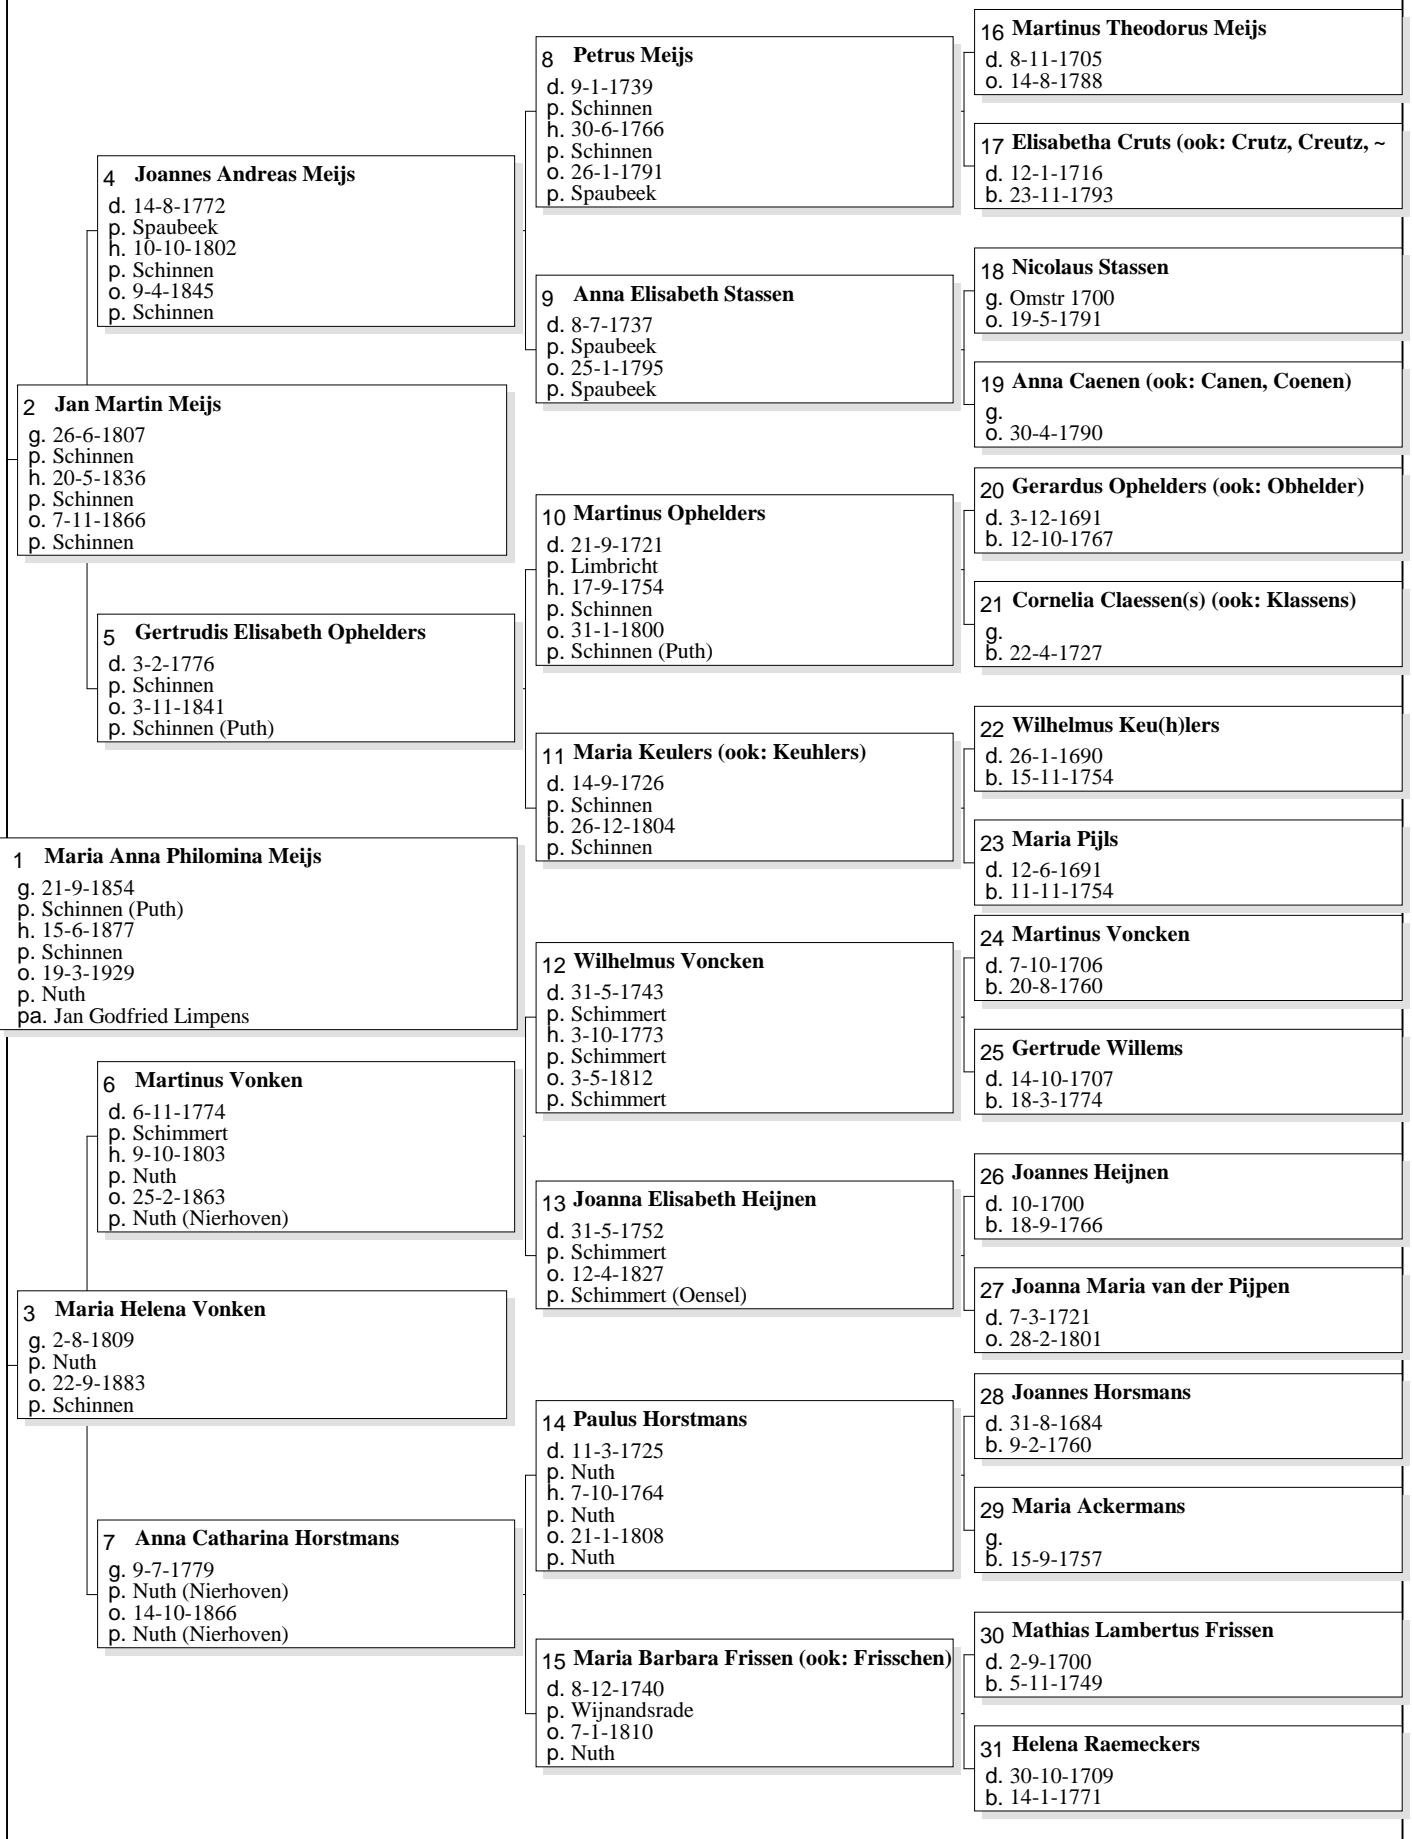 1 Maria Anna Philomina Meijs
g. 21-9-1854
p. Schinnen (Puth)
h. 15-6-1877
p. Schinnen
o. 19-3-1929
p. Nuth
pa. Jan Godfried Limpens
2 Jan Martin Meijs
g. 26-6-1807
p. Schinnen
h. 20-5-1836
p. Schinnen
o. 7-11-1866
p. Schinnen
3 Maria Helena Vonken
g. 2-8-1809
p. Nuth
o. 22-9-1883
p. Schinnen
4 Joannes Andreas Meijs
d. 14-8-1772
p. Spaubeek
h. 10-10-1802
p. Schinnen
o. 9-4-1845
p. Schinnen
5 Gertrudis Elisabeth Ophelders
d. 3-2-1776
p. Schinnen
o. 3-11-1841
p. Schinnen (Puth)
6 Martinus Vonken
d. 6-11-1774
p. Schimmert
h. 9-10-1803
p. Nuth
o. 25-2-1863
p. Nuth (Nierhoven)
7 Anna Catharina Horstmans
g. 9-7-1779
p. Nuth (Nierhoven)
o. 14-10-1866
p. Nuth (Nierhoven)
8 Petrus Meijs
d. 9-1-1739
p. Schinnen
h. 30-6-1766
p. Schinnen
o. 26-1-1791
p. Spaubeek
9 Anna Elisabeth Stassen
d. 8-7-1737
p. Spaubeek
o. 25-1-1795
p. Spaubeek
10 Martinus Ophelders
d. 21-9-1721
p. Limbricht
h. 17-9-1754
p. Schinnen
o. 31-1-1800
p. Schinnen (Puth)
11 Maria Keulers (ook: Keuhlers)
d. 14-9-1726
p. Schinnen
b. 26-12-1804
p. Schinnen
12 Wilhelmus Voncken
d. 31-5-1743
p. Schimmert
h. 3-10-1773
p. Schimmert
o. 3-5-1812
p. Schimmert
13 Joanna Elisabeth Heijnen
d. 31-5-1752
p. Schimmert
o. 12-4-1827
p. Schimmert (Oensel)
14 Paulus Horstmans
d. 11-3-1725
p. Nuth
h. 7-10-1764
p. Nuth
o. 21-1-1808
p. Nuth
15 Maria Barbara Frissen (ook: Frisschen)
d. 8-12-1740
p. Wijnandsrade
o. 7-1-1810
p. Nuth
16 Martinus Theodorus Meijs
d. 8-11-1705
o. 14-8-1788
17 Elisabetha Cruts (ook: Crutz, Creutz, ~
d. 12-1-1716
b. 23-11-1793
18 Nicolaus Stassen
g. Omstr 1700
o. 19-5-1791
19 Anna Caenen (ook: Canen, Coenen)
g.
o. 30-4-1790
20 Gerardus Ophelders (ook: Obhelder)
d. 3-12-1691
b. 12-10-1767
21 Cornelia Claessen(s) (ook: Klassens)
g.
b. 22-4-1727
22 Wilhelmus Keu(h)lers
d. 26-1-1690
b. 15-11-1754
23 Maria Pijls
d. 12-6-1691
b. 11-11-1754
24 Martinus Voncken
d. 7-10-1706
b. 20-8-1760
25 Gertrude Willems
d. 14-10-1707
b. 18-3-1774
26 Joannes Heijnen
d. 10-1700
b. 18-9-1766
27 Joanna Maria van der Pijpen
d. 7-3-1721
o. 28-2-1801
28 Joannes Horsmans
d. 31-8-1684
b. 9-2-1760
29 Maria Ackermans
g.
b. 15-9-1757
30 Mathias Lambertus Frissen
d. 2-9-1700
b. 5-11-1749
31 Helena Raemeckers
d. 30-10-1709
b. 14-1-1771